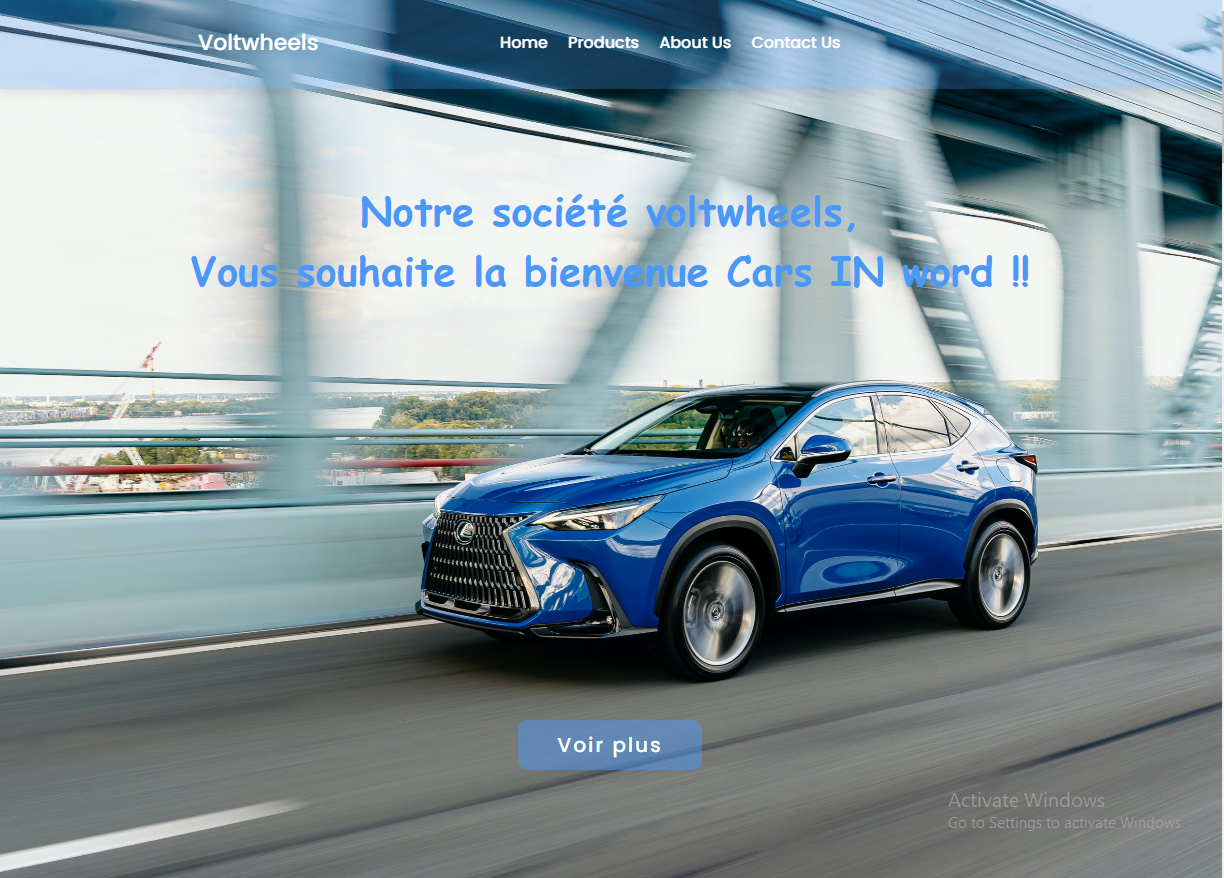 Voltwheels
Home Products About Us Contact Us
Notre société voltwheels,
Vous souhaite la bienvenue Cars IN word !!
Voir plus
Activate Windows
Go to Settings to activate Windows.